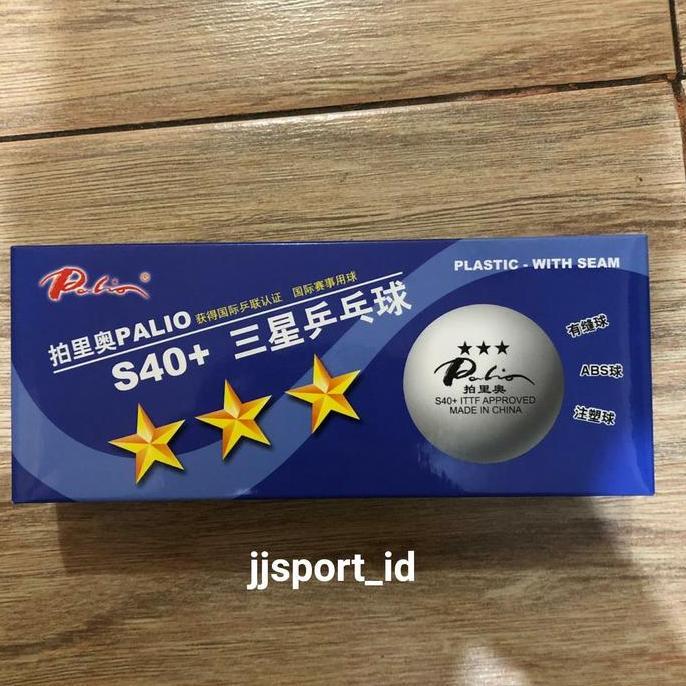 Palio®
PLASTIC - WITH SEAM
获得国际乒联认证 国际赛事用球
拍里奥PALIO
S40+ 三星乒乓球
有缝球
ABS球
注塑球
★★★
Palio
拍里奥
S40+ ITTF APPROVED
MADE IN CHINA
jjsport_id